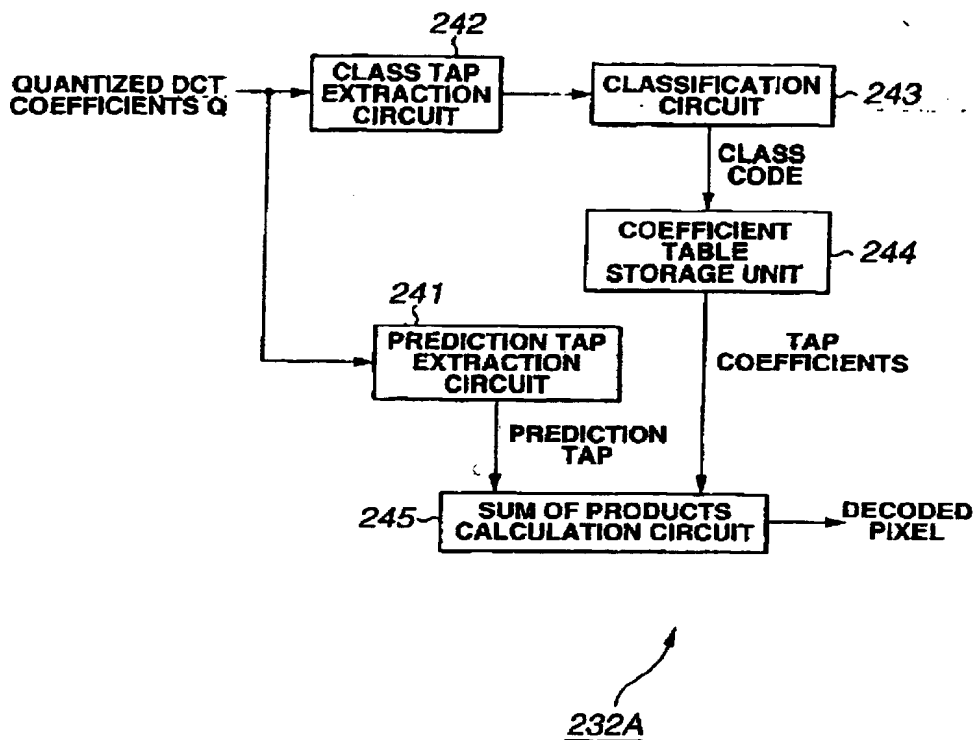 242
QUANTIZED DCT
COEFFICIENTS Q
CLASS TAP
EXTRACTION
CIRCUIT
CLASSIFICATION
CIRCUIT
243
CLASS
CODE
COEFFICIENT
TABLE
STORAGE UNIT
244
241
PREDICTION TAP
EXTRACTION
CIRCUIT
TAP
COEFFICIENTS
PREDICTION
TAP
245
SUM OF PRODUCTS
CALCULATION CIRCUIT
DECODED
PIXEL
232A